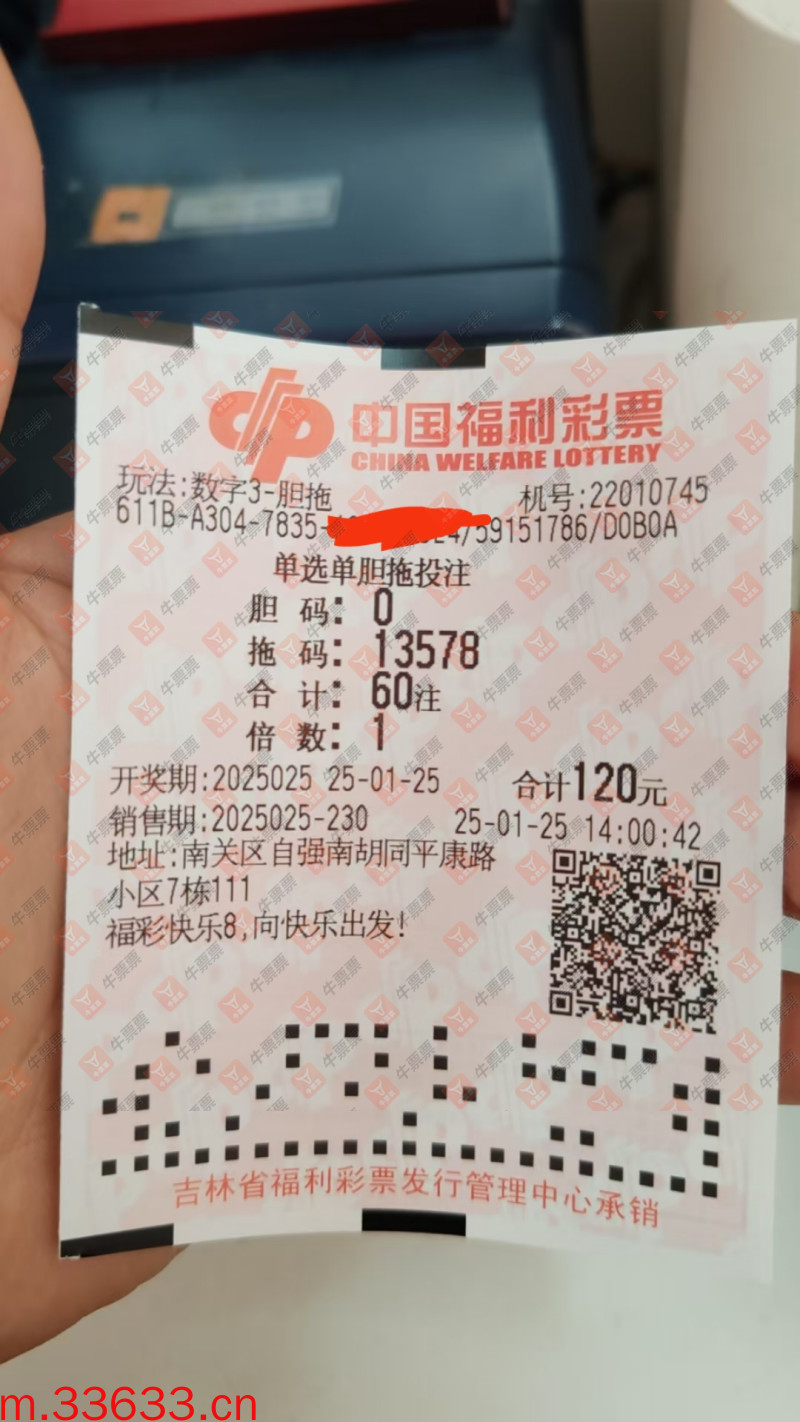 中国福利彩票
CHINA WELFARE LOTTERY
玩法:数字3-胆拖 机号:22010745
611B-A304-7835- /59151786/D0B0A
单选单胆拖投注
胆 码: 0
拖 码: 13578
合 计: 60注
倍 数: 1
开奖期:2025025 25-01-25 合计120元
销售期:2025025-230 25-01-25 14:00:42
地址:南关区自强南胡同平康路
小区7栋111
福彩快乐8,向快乐出发!
吉林省福利彩票发行管理中心承销
牛票票
m.33633.cn